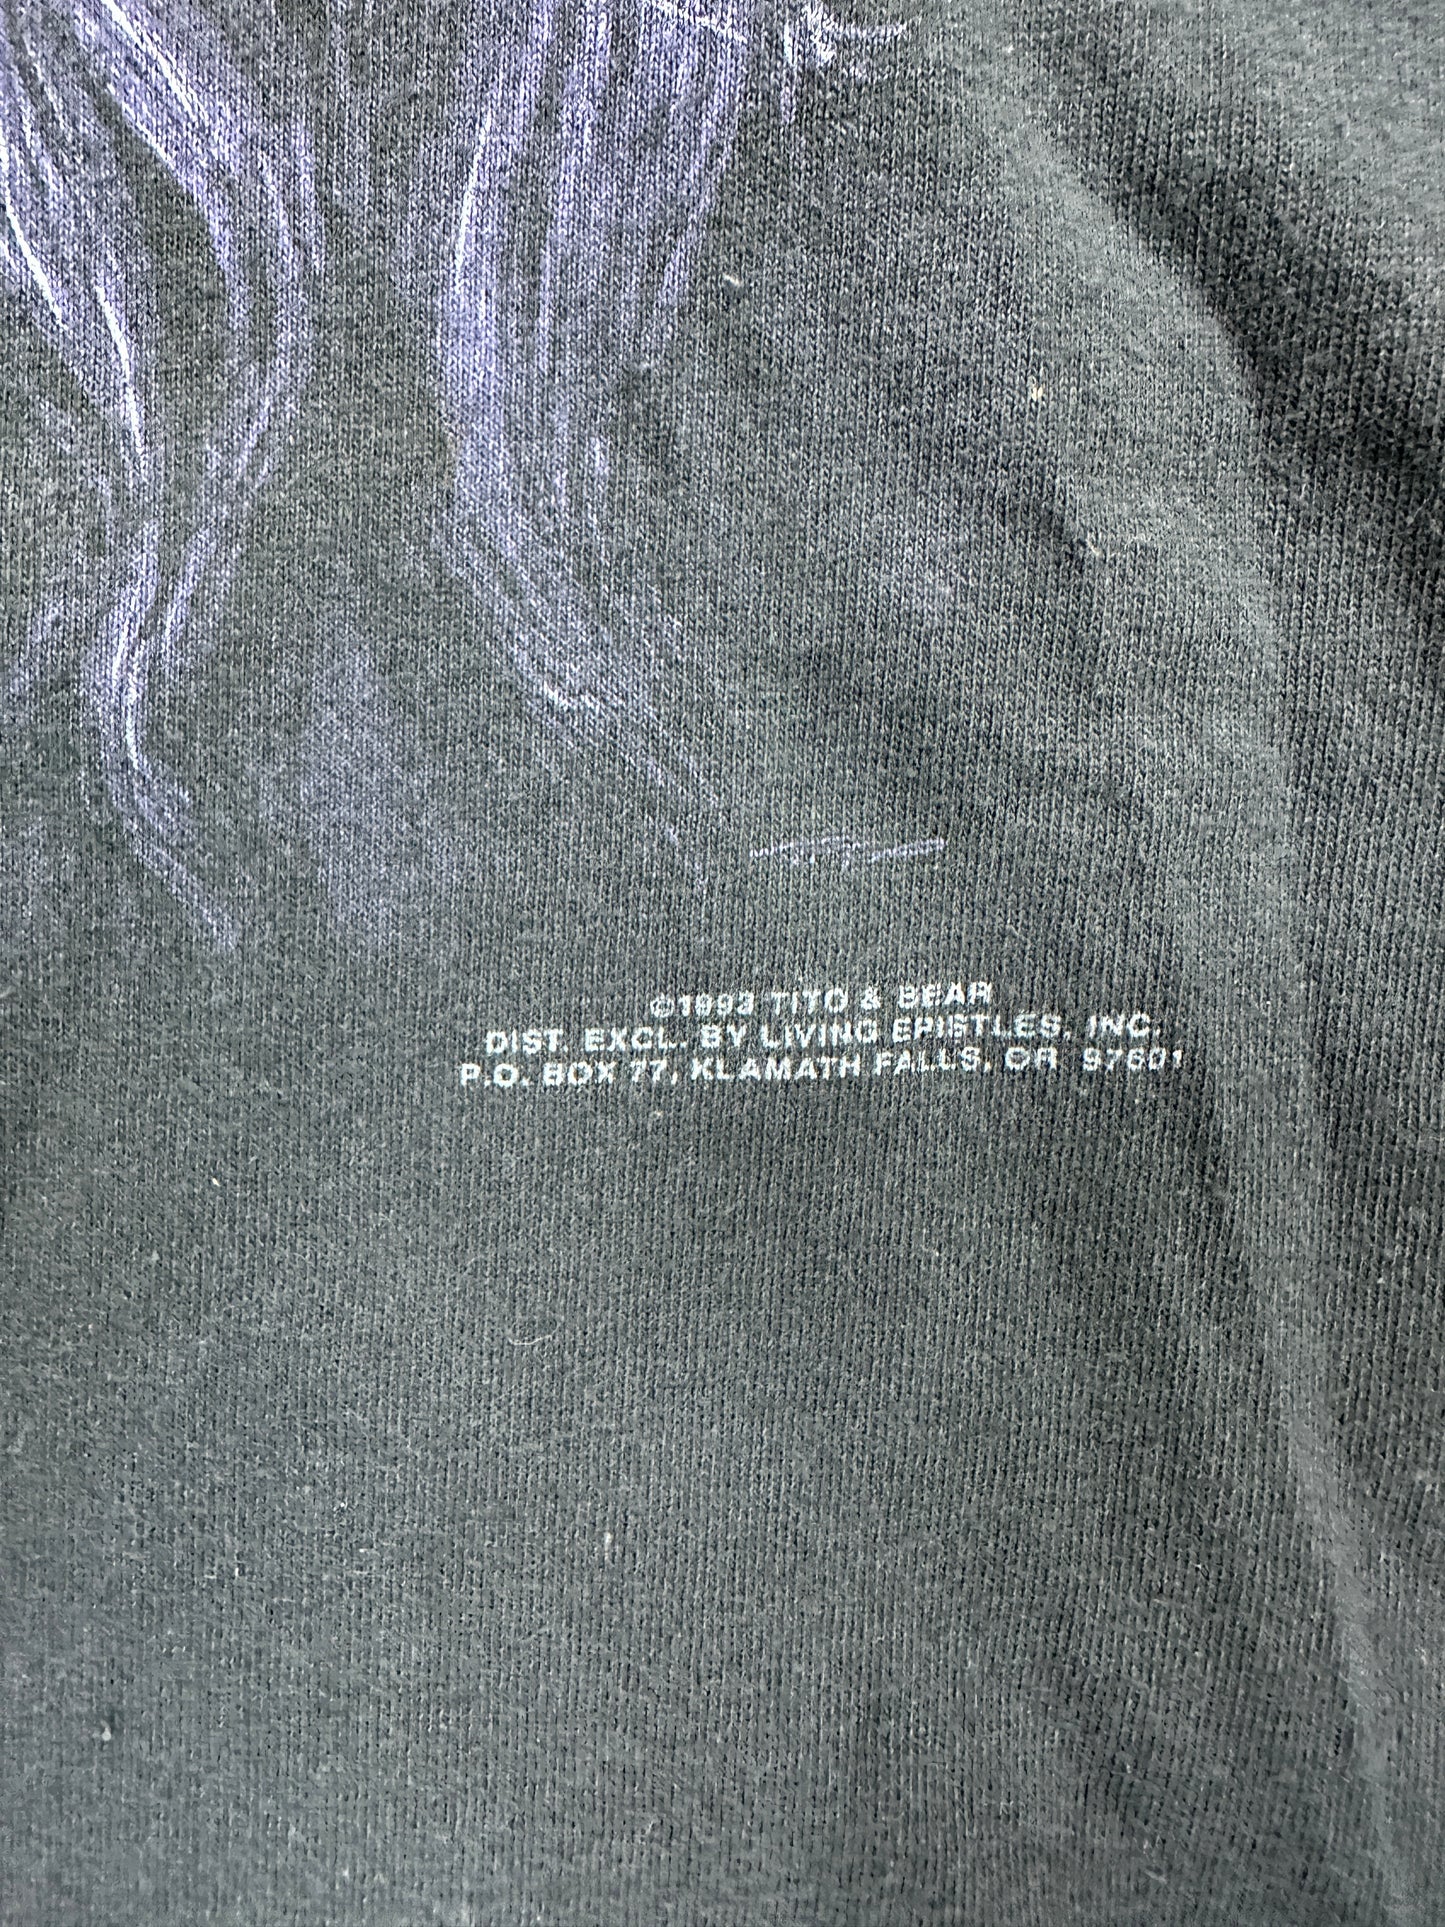 ©1993 TITO & BEAR
DIST. EXCL. BY LIVING EPISTLES, INC.
P.O. BOX 77, KLAMATH FALLS, OR 97601